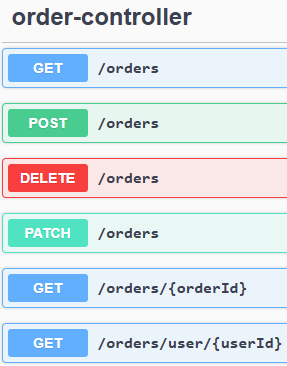 order-controller
GET /orders
POST /orders
DELETE /orders
PATCH /orders
GET /orders/{orderId}
GET /orders/user/{userId}